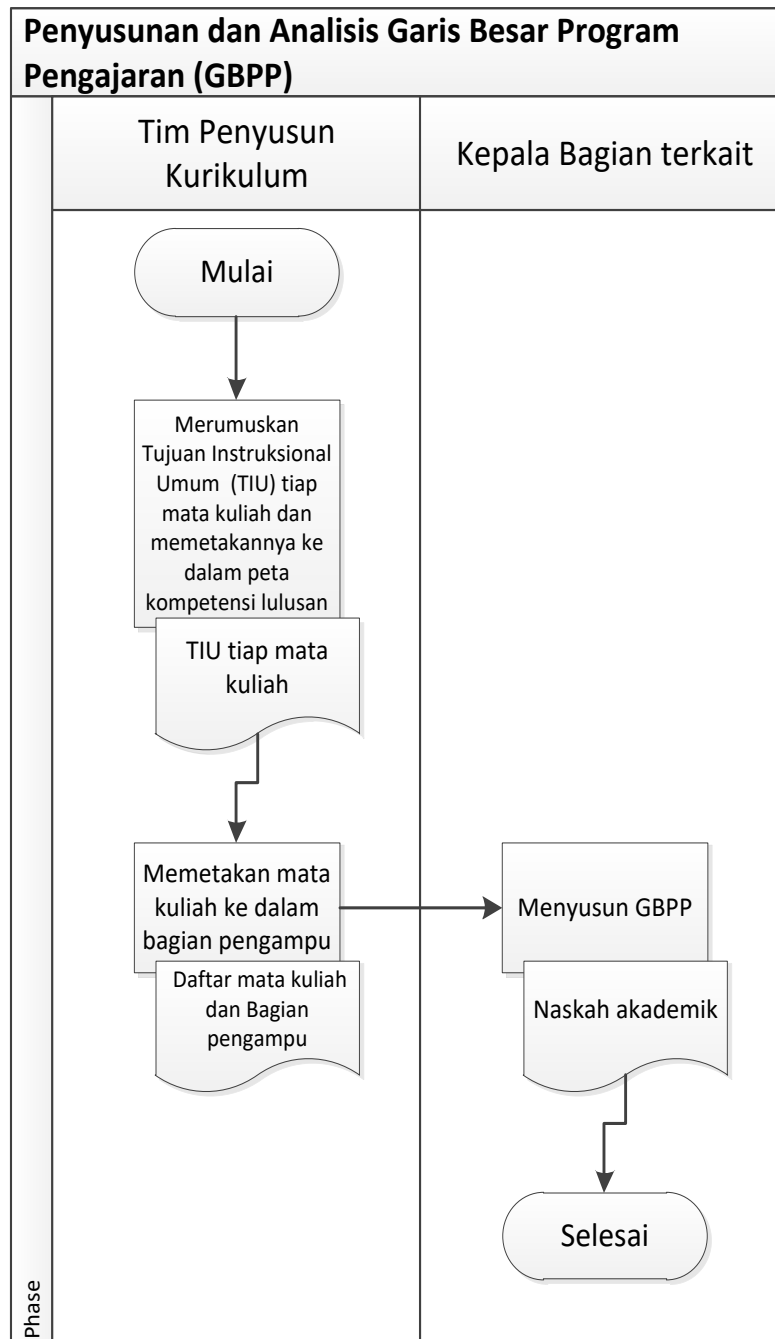 Penyusunan dan Analisis Garis Besar Program
Pengajaran (GBPP)
Tim Penyusun
Kurikulum
Kepala Bagian terkait
Mulai
Merumuskan
Tujuan Instruksional
Umum (TIU) tiap
mata kuliah dan
memetakannya ke
dalam peta
kompetensi lulusan
TIU tiap mata
kuliah
Memetakan mata
kuliah ke dalam
bagian pengampu
Daftar mata kuliah
dan Bagian
pengampu
Menyusun GBPP
Naskah akademik
Selesai
Phase